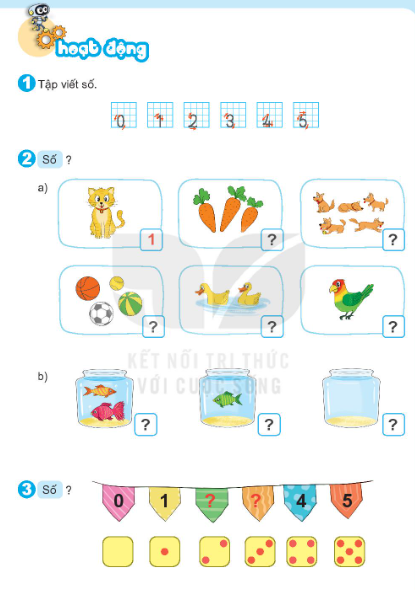 hoạt động
1 Tập viết số.
0 1 2 3 4 5
2 Số ?
a)
1 ? ?
? ? ?
KẾT NỐI TRI THỨC
VỚI CUỘC SỐNG
b)
? ? ?
3 Số ?
0 1 ? ? 4 5